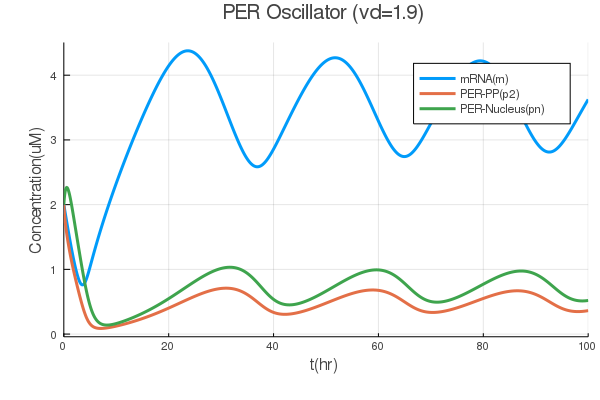 PER Oscillator (vd=1.9)
Concentration(uM)
4
3
2
1
0
mRNA(m)
PER-PP(p2)
PER-Nucleus(pn)
0
20
40
60
80
100
t(hr)